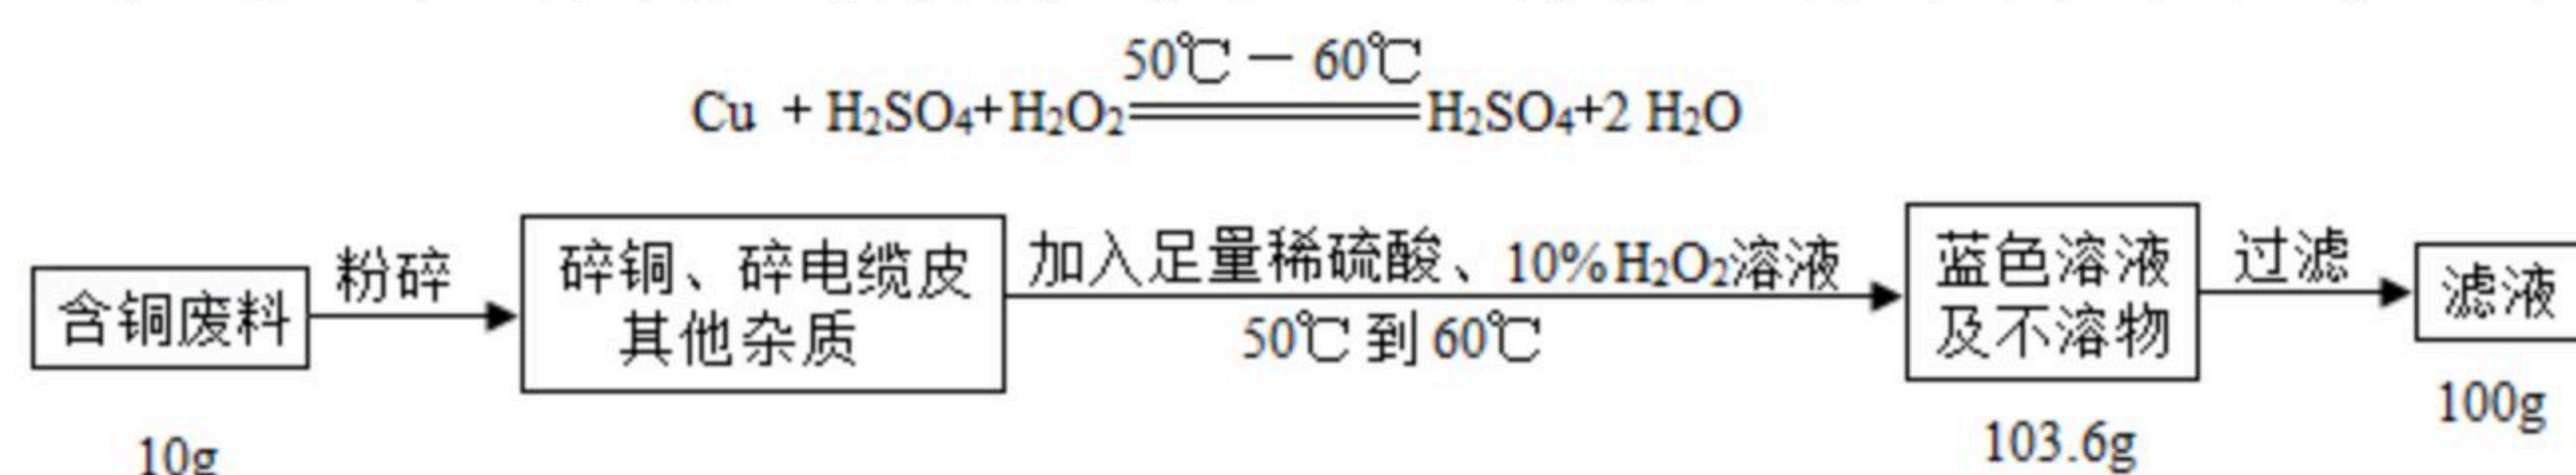 50℃－60℃
Cu + H₂SO₄+H₂O₂═H₂SO₄+2 H₂O
含铜废料
粉碎
碎铜、碎电缆皮
其他杂质
加入足量稀硫酸、10%H₂O₂溶液
50℃到60℃
蓝色溶液
及不溶物
过滤
滤液
10g
103.6g
100g